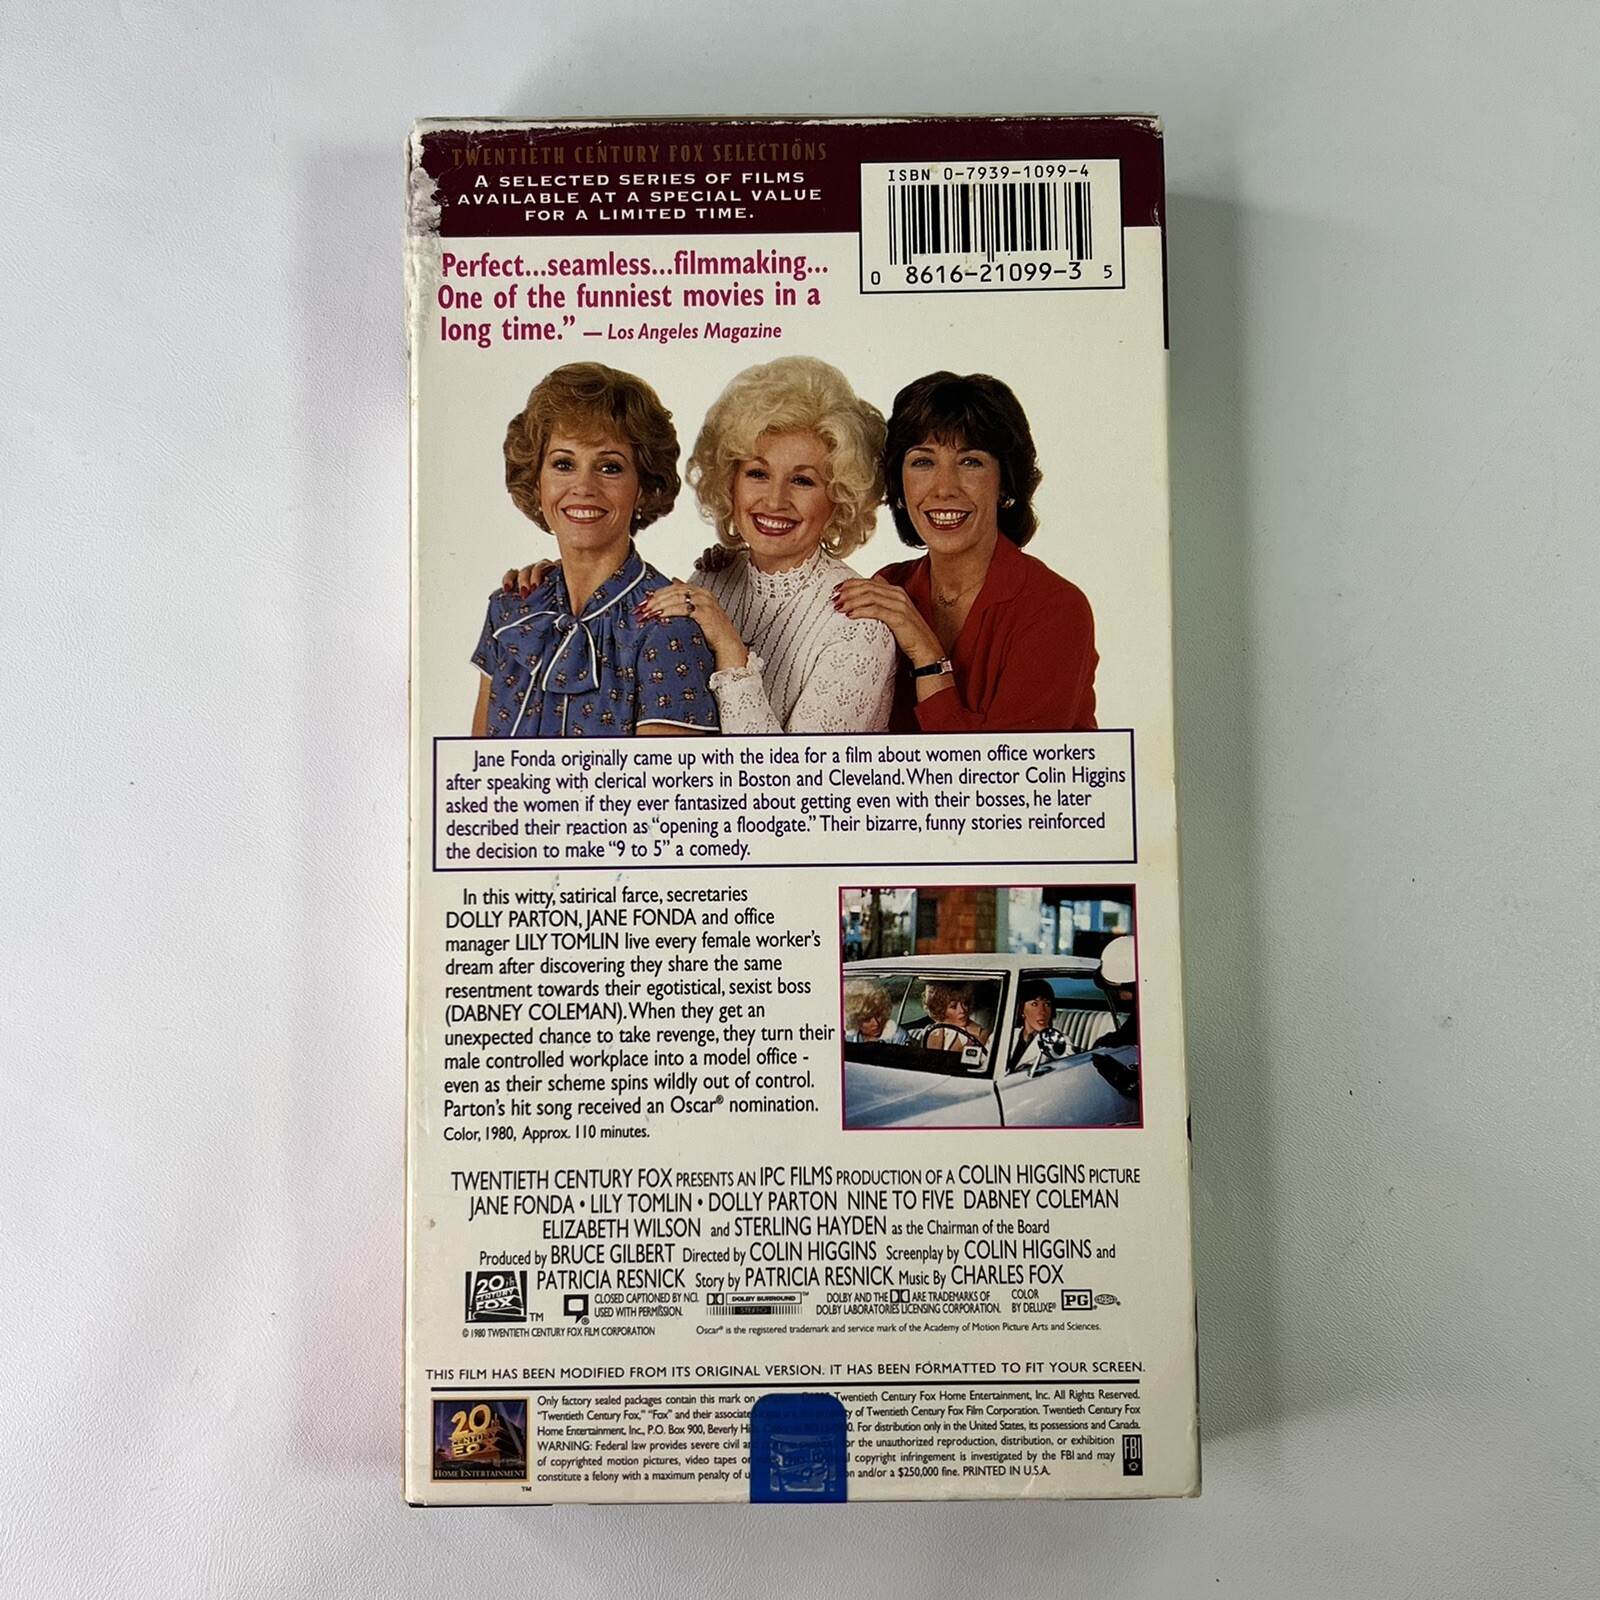 TWENTIETH CENTURY FOX SELECTIONS
A SELECTED SERIES OF FILMS
AVAILABLE AT A SPECIAL VALUE
FOR A LIMITED TIME.
ISBN 0-7939-1099-4
0 8616-21099-3 5
Perfect...seamless...filmmaking...
One of the funniest movies in a
long time.” — Los Angeles Magazine
Jane Fonda originally came up with the idea for a film about women office workers
after speaking with clerical workers in Boston and Cleveland. When director Colin Higgins
asked the women if they ever fantasized about getting even with their bosses, he later
described their reaction as “opening a floodgate.” Their bizarre, funny stories reinforced
the decision to make “9 to 5” a comedy.
In this witty, satirical farce, secretaries
DOLLY PARTON, JANE FONDA and office
manager LILY TOMLIN live every female worker's
dream after discovering they share the same
resentment towards their egotistical, sexist boss
(DABNEY COLEMAN). When they get an
unexpected chance to take revenge, they turn their
male controlled workplace into a model office -
even as their scheme spins wildly out of control.
Parton's hit song received an Oscar® nomination.
Color, 1980, Approx. 110 minutes.
TWENTIETH CENTURY FOX PRESENTS AN IPC FILMS PRODUCTION OF A COLIN HIGGINS PICTURE
JANE FONDA • LILY TOMLIN • DOLLY PARTON NINE TO FIVE DABNEY COLEMAN
ELIZABETH WILSON and STERLING HAYDEN as the Chairman of the Board
Produced by BRUCE GILBERT Directed by COLIN HIGGINS Screenplay by COLIN HIGGINS and
PATRICIA RESNICK Story by PATRICIA RESNICK Music By CHARLES FOX
20th CENTURY FOX TM
CLOSED CAPTIONED BY NCI.
USED WITH PERMISSION.
DOLBY SURROUND TM
STEREO
DOLBY AND THE ARE TRADEMARKS OF
DOLBY LABORATORIES LICENSING CORPORATION.
COLOR
BY DELUXE®
PG
© 1980 TWENTIETH CENTURY FOX FILM CORPORATION
Oscar® is the registered trademark and service mark of the Academy of Motion Picture Arts and Sciences.
THIS FILM HAS BEEN MODIFIED FROM ITS ORIGINAL VERSION. IT HAS BEEN FORMATTED TO FIT YOUR SCREEN.
20th CENTURY FOX
HOME ENTERTAINMENT
TM
Only factory sealed packages contain this mark on Twentieth Century Fox Home Entertainment, Inc. All Rights Reserved.
“Twentieth Century Fox,” “Fox” and their associated of Twentieth Century Fox Film Corporation. Twentieth Century Fox
Home Entertainment, Inc., P.O. Box 900, Beverly For distribution only in the United States, its possessions and Canada.
WARNING: Federal law provides severe civil the unauthorized reproduction, distribution, or exhibition
of copyrighted motion pictures, video tapes copyright infringement is investigated by the FBI and may
constitute a felony with a maximum penalty of and/or a $250,000 fine. PRINTED IN U.S.A.
FBI